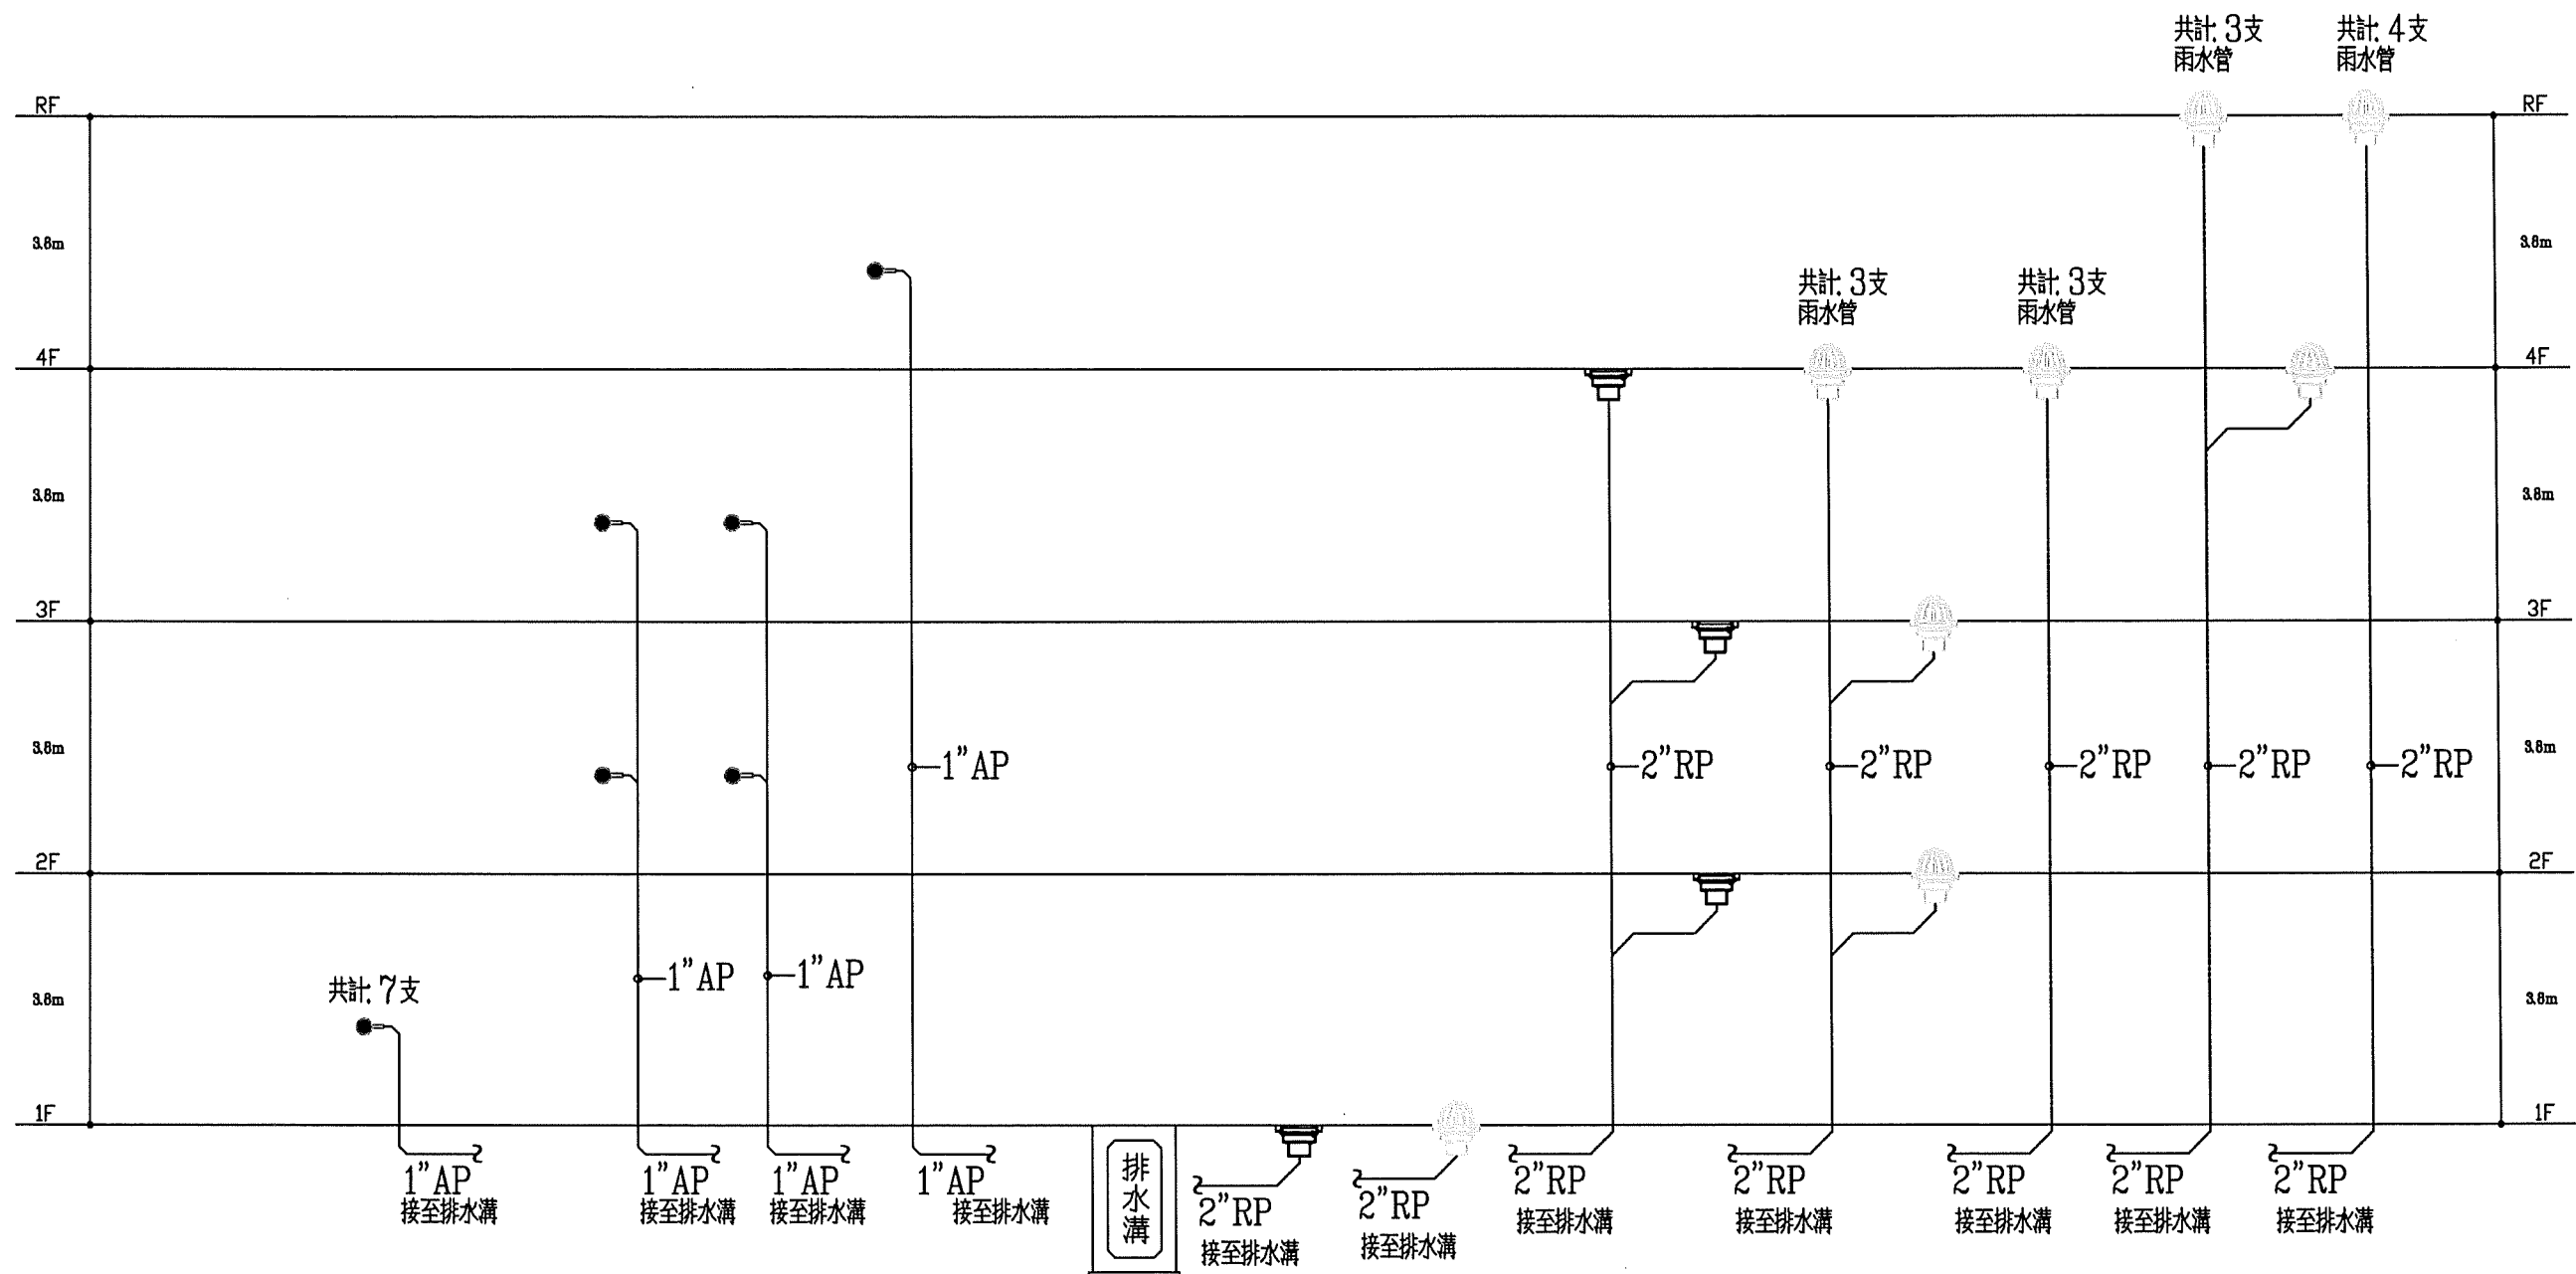 共計: 3支
雨水管
共計: 4支
雨水管
RF
RF
3.8m
3.8m
共計: 3支
雨水管
共計: 3支
雨水管
4F
4F
3.8m
3.8m
3F
3F
3.8m
3.8m
1"AP
2"RP
2"RP
2"RP
2"RP
2"RP
2F
2F
共計: 7支
3.8m
3.8m
1"AP
1"AP
1F
1F
1"AP
接至排水溝
1"AP
接至排水溝
1"AP
接至排水溝
1"AP
接至排水溝
排水溝
2"RP
接至排水溝
2"RP
接至排水溝
2"RP
接至排水溝
2"RP
接至排水溝
2"RP
接至排水溝
2"RP
接至排水溝
2"RP
接至排水溝